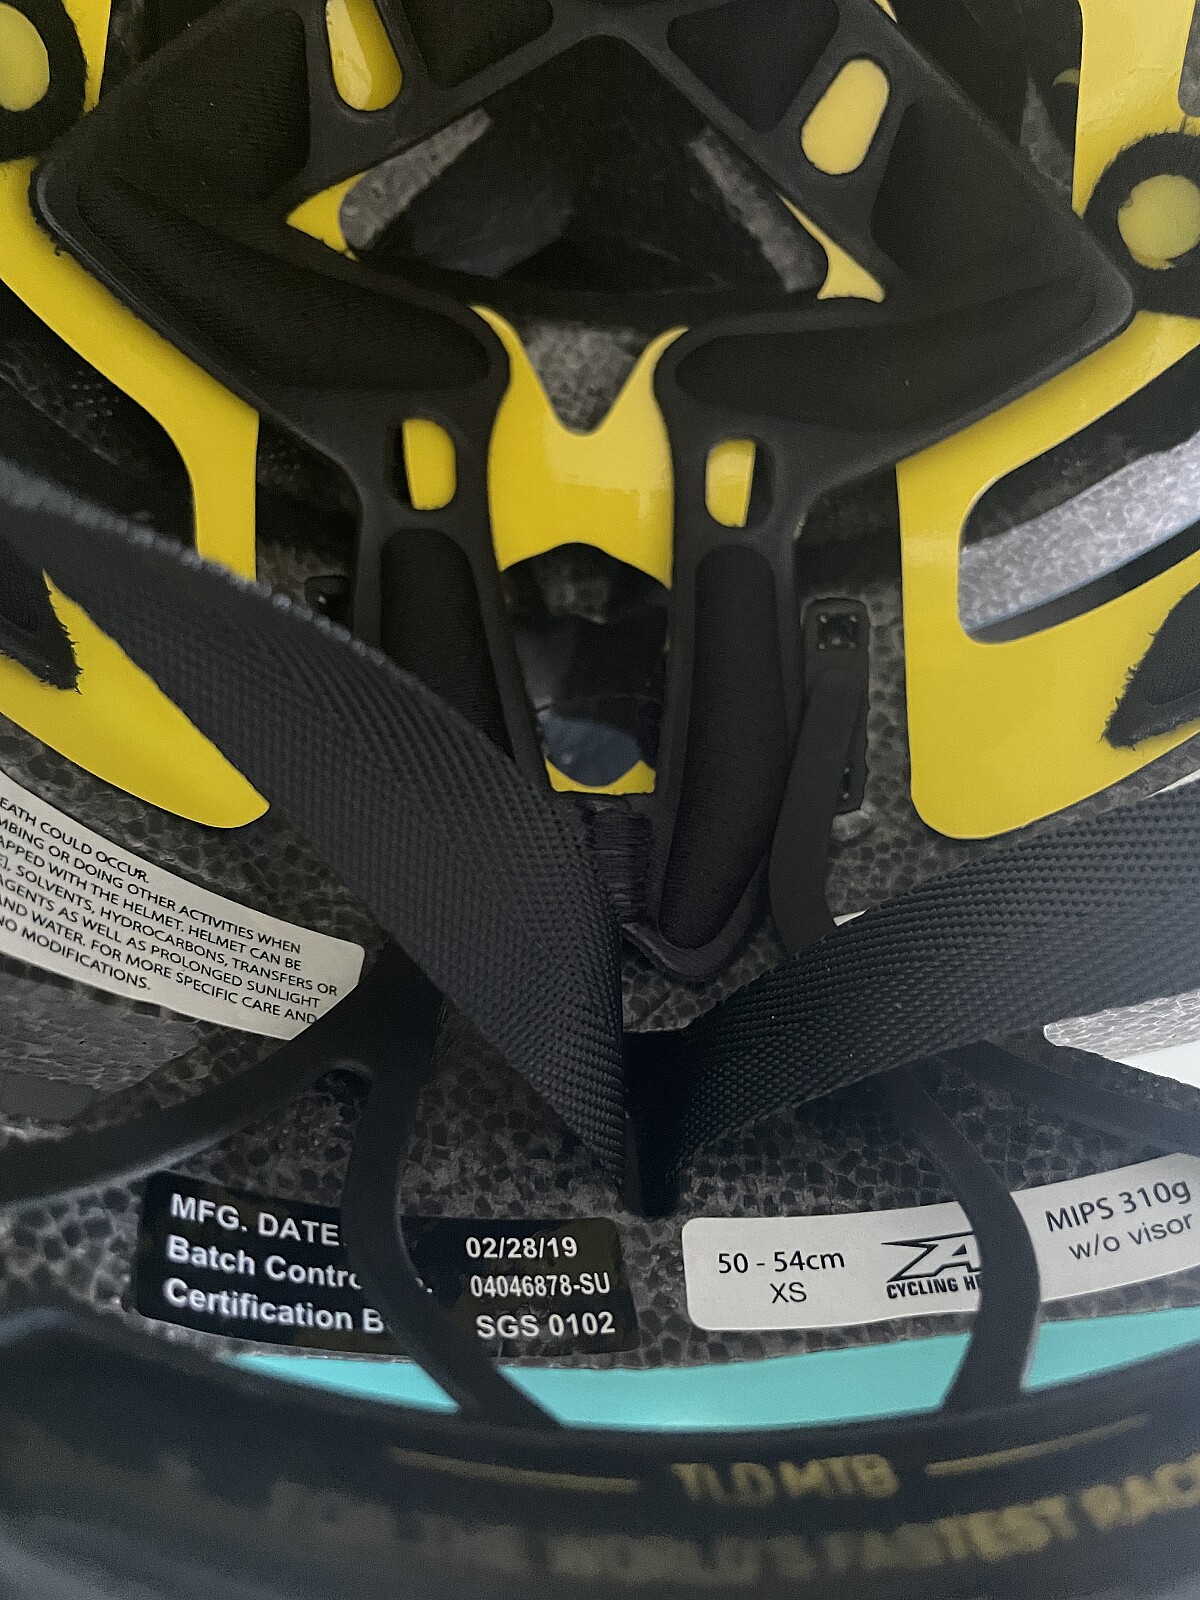 EATH COULD OCCUR.
MBING OR DOING OTHER ACTIVITIES WHEN
APPED WITH THE HELMET. HELMET CAN BE
E], SOLVENTS, HYDROCARBONS, TRANSFERS OR
AGENTS AS WELL AS PROLONGED SUNLIGHT
AND WATER. FOR MORE SPECIFIC CARE AND
NO MODIFICATIONS.
MFG. DATE 02/28/19
Batch Contro . 04046878-SU
Certification B SGS 0102
50 - 54cm
XS
CYCLING HE
MIPS 310g
w/o visor
TLD MTB
FOR THE WORLD'S FASTEST RAC